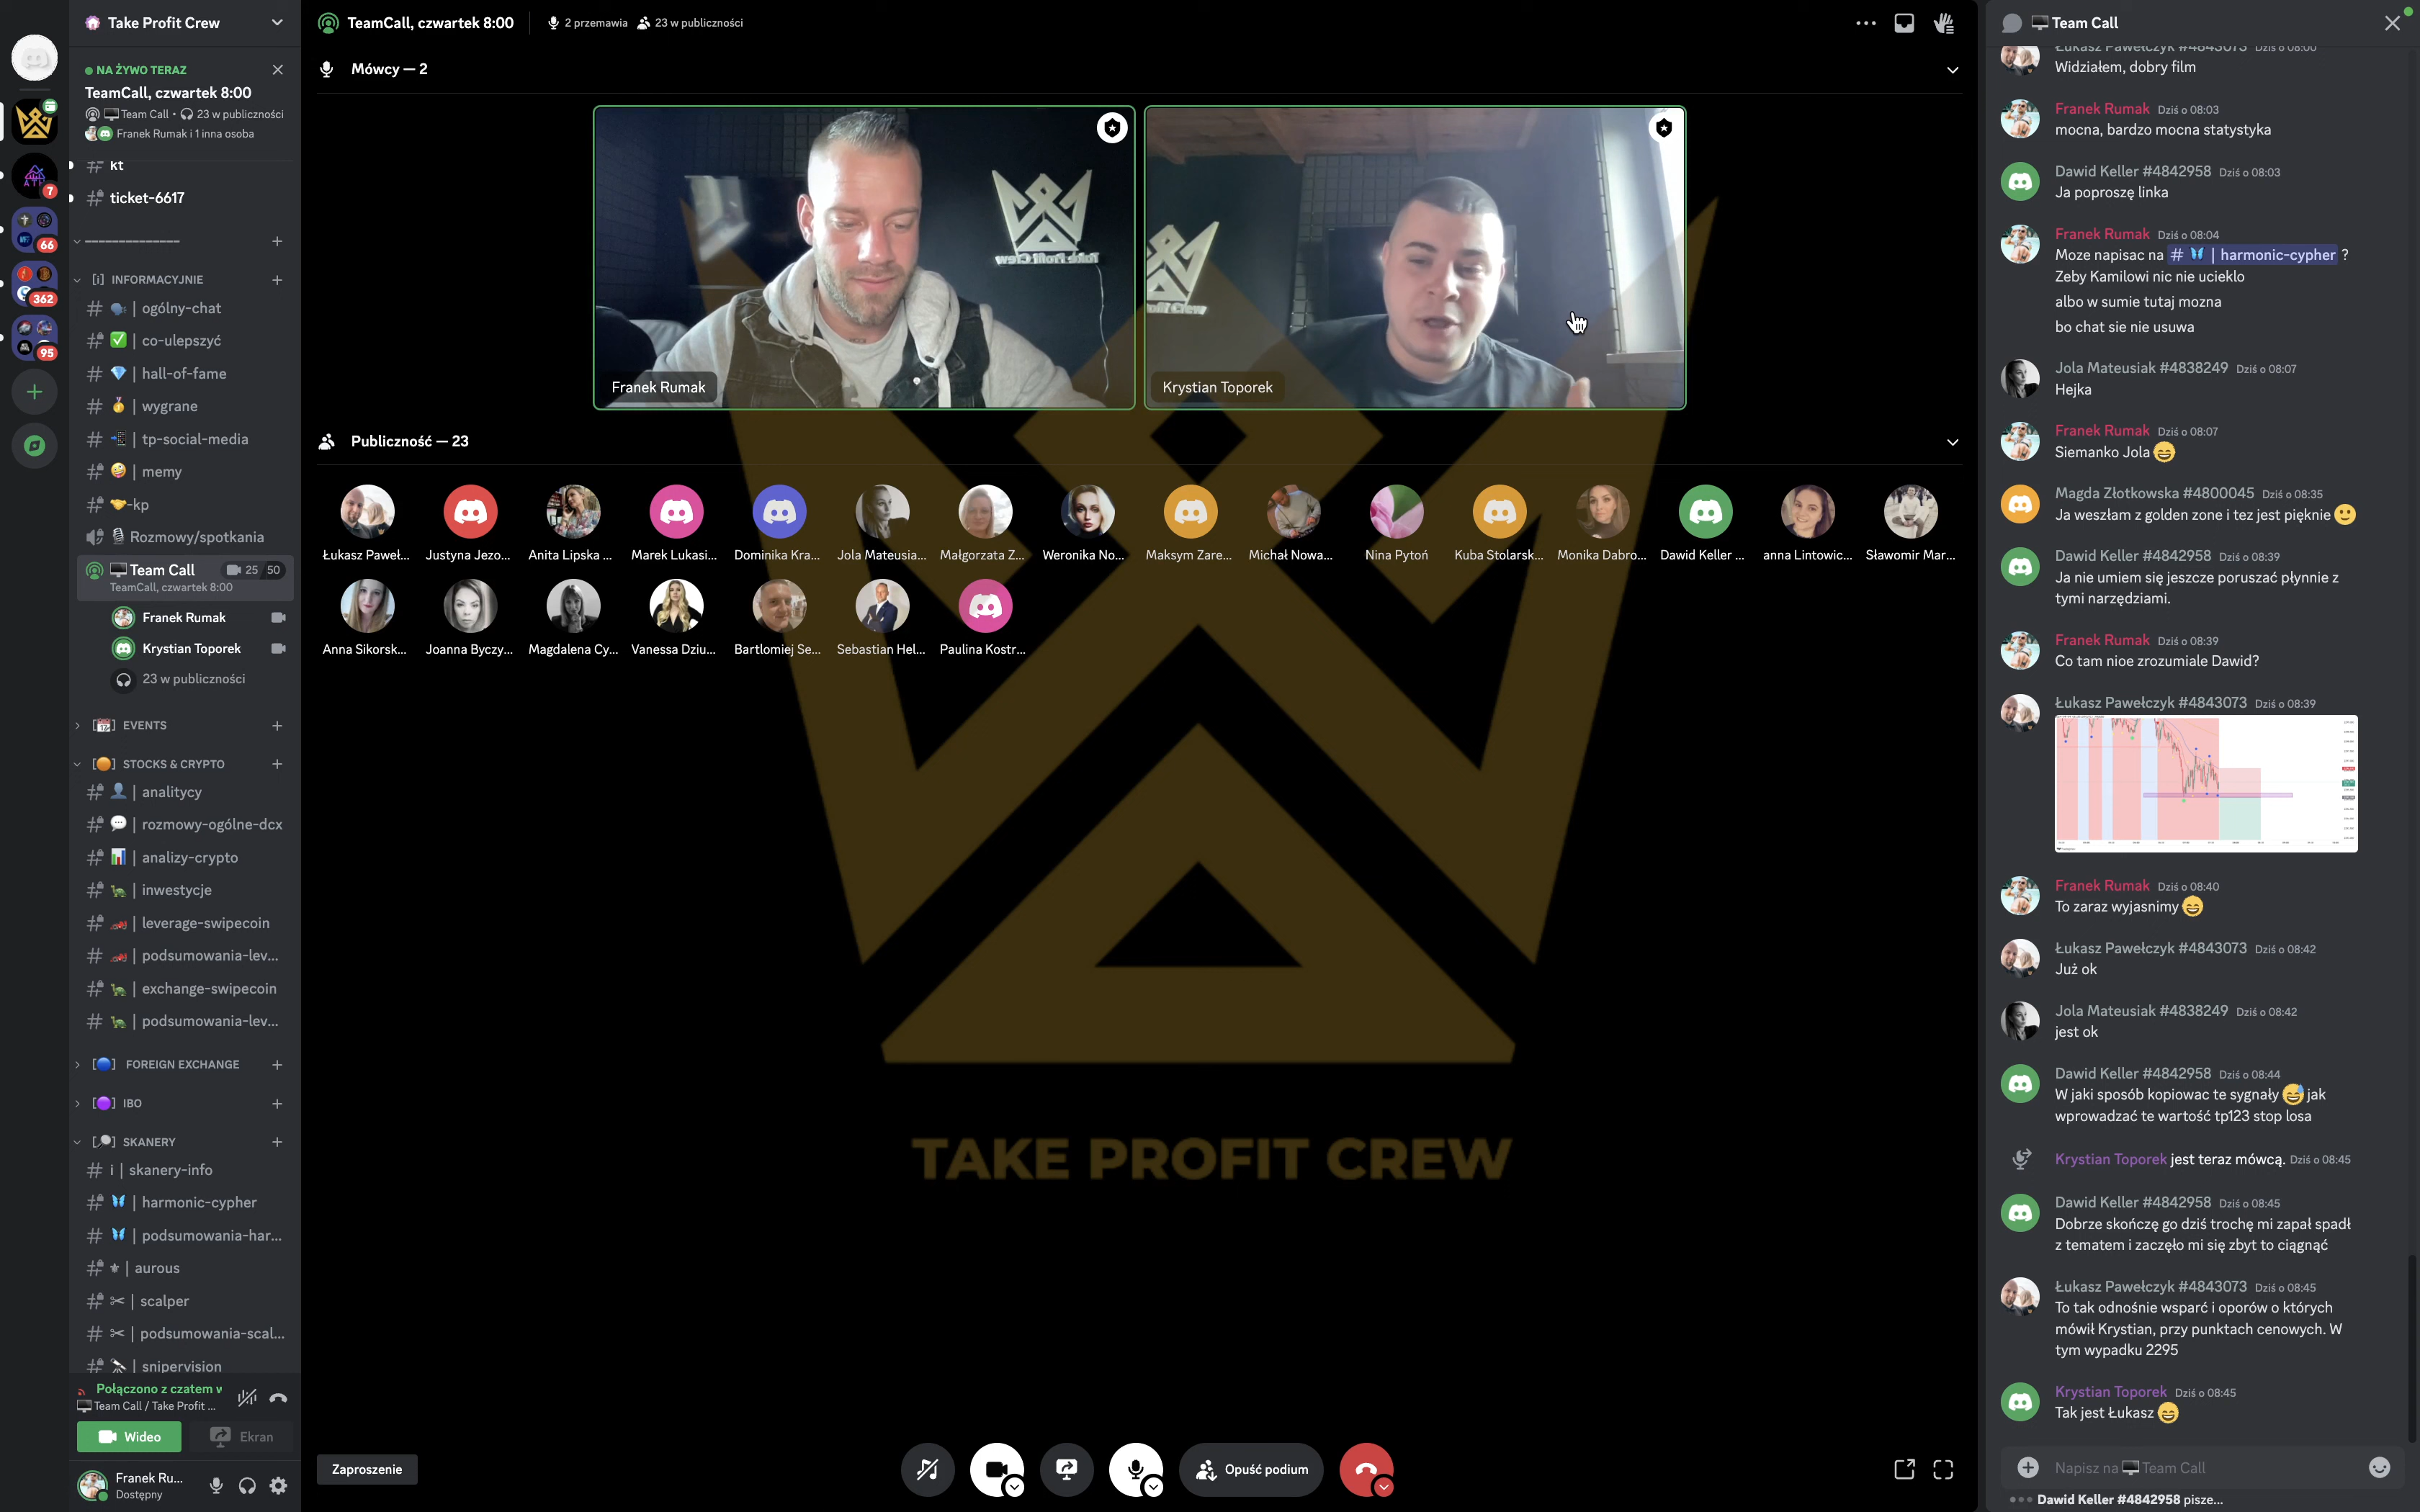 Take Profit Crew
NA ŻYWO TERAZ
TeamCall, czwartek 8:00
Team Call • 23 w publiczności
Franek Rumak i 1 inna osoba
7
66
362
95
kt
ticket-6617
[i] INFORMACYJNIE
ogólny-chat
co-ulepszyć
hall-of-fame
wygrane
tp-social-media
memy
-kp
Rozmowy/spotkania
Team Call 25 50
TeamCall, czwartek 8:00
Franek Rumak
Krystian Toporek
23 w publiczności
EVENTS
STOCKS & CRYPTO
analitycy
rozmowy-ogólne-dcx
analizy-crypto
inwestycje
leverage-swipecoin
podsumowania-lev...
exchange-swipecoin
podsumowania-lev...
FOREIGN EXCHANGE
IBO
SKANERY
i | skanery-info
harmonic-cypher
podsumowania-har...
aurous
scalper
podsumowania-scal...
snipervision
Połączono z czatem w
Team Call / Take Profit ...
Wideo
Ekran
Franek Ru...
Dostępny
TeamCall, czwartek 8:00
2 przemawia 23 w publiczności
Mówcy — 2
Take Profit Crew
Franek Rumak
Krystian Toporek
Publiczność — 23
Łukasz Paweł... Justyna Jezo... Anita Lipska ... Marek Lukasi... Dominika Kra... Jola Mateusia... Małgorzata Z... Weronika No... Maksym Zare... Michał Nowa... Nina Pytoń Kuba Stolarsk... Monika Dabro... Dawid Keller ... anna Lintowic... Sławomir Mar...
Anna Sikorsk... Joanna Byczy... Magdalena Cy... Vanessa Dziu... Bartlomiej Se... Sebastian Hel... Paulina Kostr...
TAKE PROFIT CREW
Zaproszenie
Opuść podium
Team Call
Łukasz Pawełczyk #4843073 Dziś o 08:00
Widziałem, dobry film
Franek Rumak Dziś o 08:03
mocna, bardzo mocna statystyka
Dawid Keller #4842958 Dziś o 08:03
Ja poproszę linka
Franek Rumak Dziś o 08:04
Moze napisac na # | harmonic-cypher ?
Zeby Kamilowi nic nie ucieklo
albo w sumie tutaj mozna
bo chat sie nie usuwa
Jola Mateusiak #4838249 Dziś o 08:07
Hejka
Franek Rumak Dziś o 08:07
Siemanko Jola
Magda Złotkowska #4800045 Dziś o 08:35
Ja weszłam z golden zone i tez jest pięknie
Dawid Keller #4842958 Dziś o 08:39
Ja nie umiem się jeszcze poruszać płynnie z
tymi narzędziami.
Franek Rumak Dziś o 08:39
Co tam nioe zrozumiale Dawid?
Łukasz Pawełczyk #4843073 Dziś o 08:39
Franek Rumak Dziś o 08:40
To zaraz wyjasnimy
Łukasz Pawełczyk #4843073 Dziś o 08:42
Już ok
Jola Mateusiak #4838249 Dziś o 08:42
jest ok
Dawid Keller #4842958 Dziś o 08:44
W jaki sposób kopiowac te sygnały jak
wprowadzać te wartość tp123 stop losa
Krystian Toporek jest teraz mówcą. Dziś o 08:45
Dawid Keller #4842958 Dziś o 08:45
Dobrze skończę go dziś trochę mi zapał spadł
z tematem i zaczęło mi się zbyt to ciągnąć
Łukasz Pawełczyk #4843073 Dziś o 08:45
To tak odnośnie wsparć i oporów o których
mówił Krystian, przy punktach cenowych. W
tym wypadku 2295
Krystian Toporek Dziś o 08:45
Tak jest Łukasz
Napisz na Team Call
Dawid Keller #4842958 pisze...